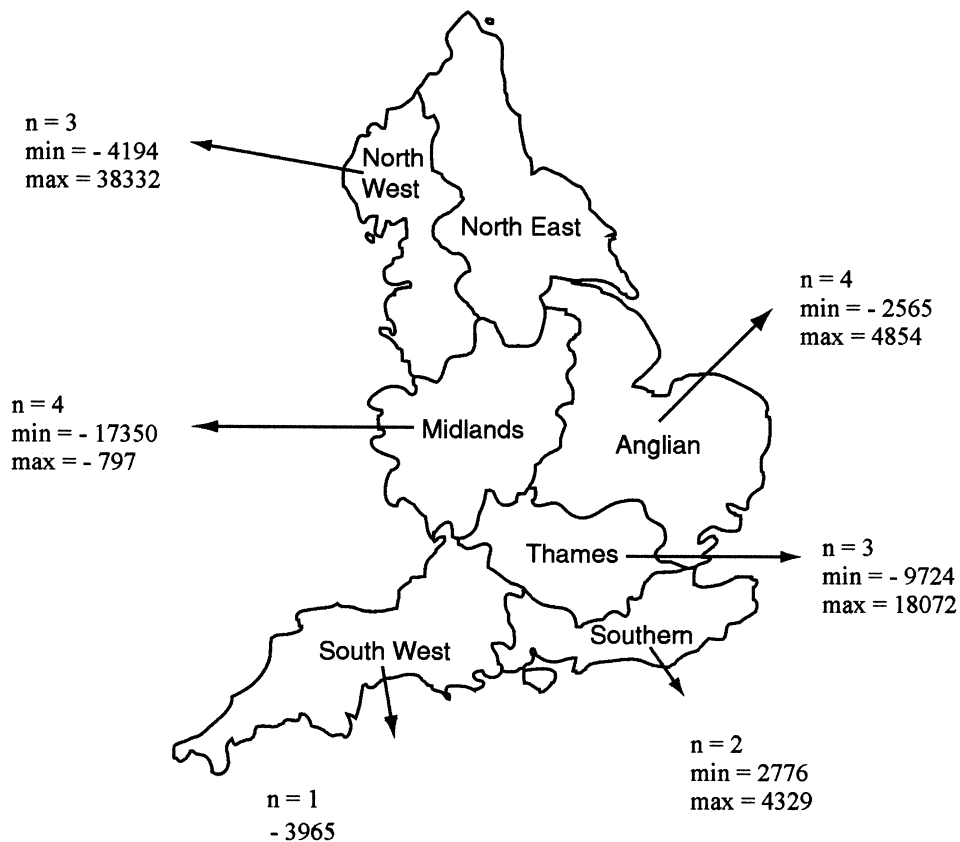 n = 3
min = - 4194
max = 38332
North
West
North East
n = 4
min = - 2565
max = 4854
n = 4
min = - 17350
max = - 797
Midlands
Anglian
Thames
n = 3
min = - 9724
max = 18072
Southern
South West
n = 2
min = 2776
max = 4329
n = 1
- 3965